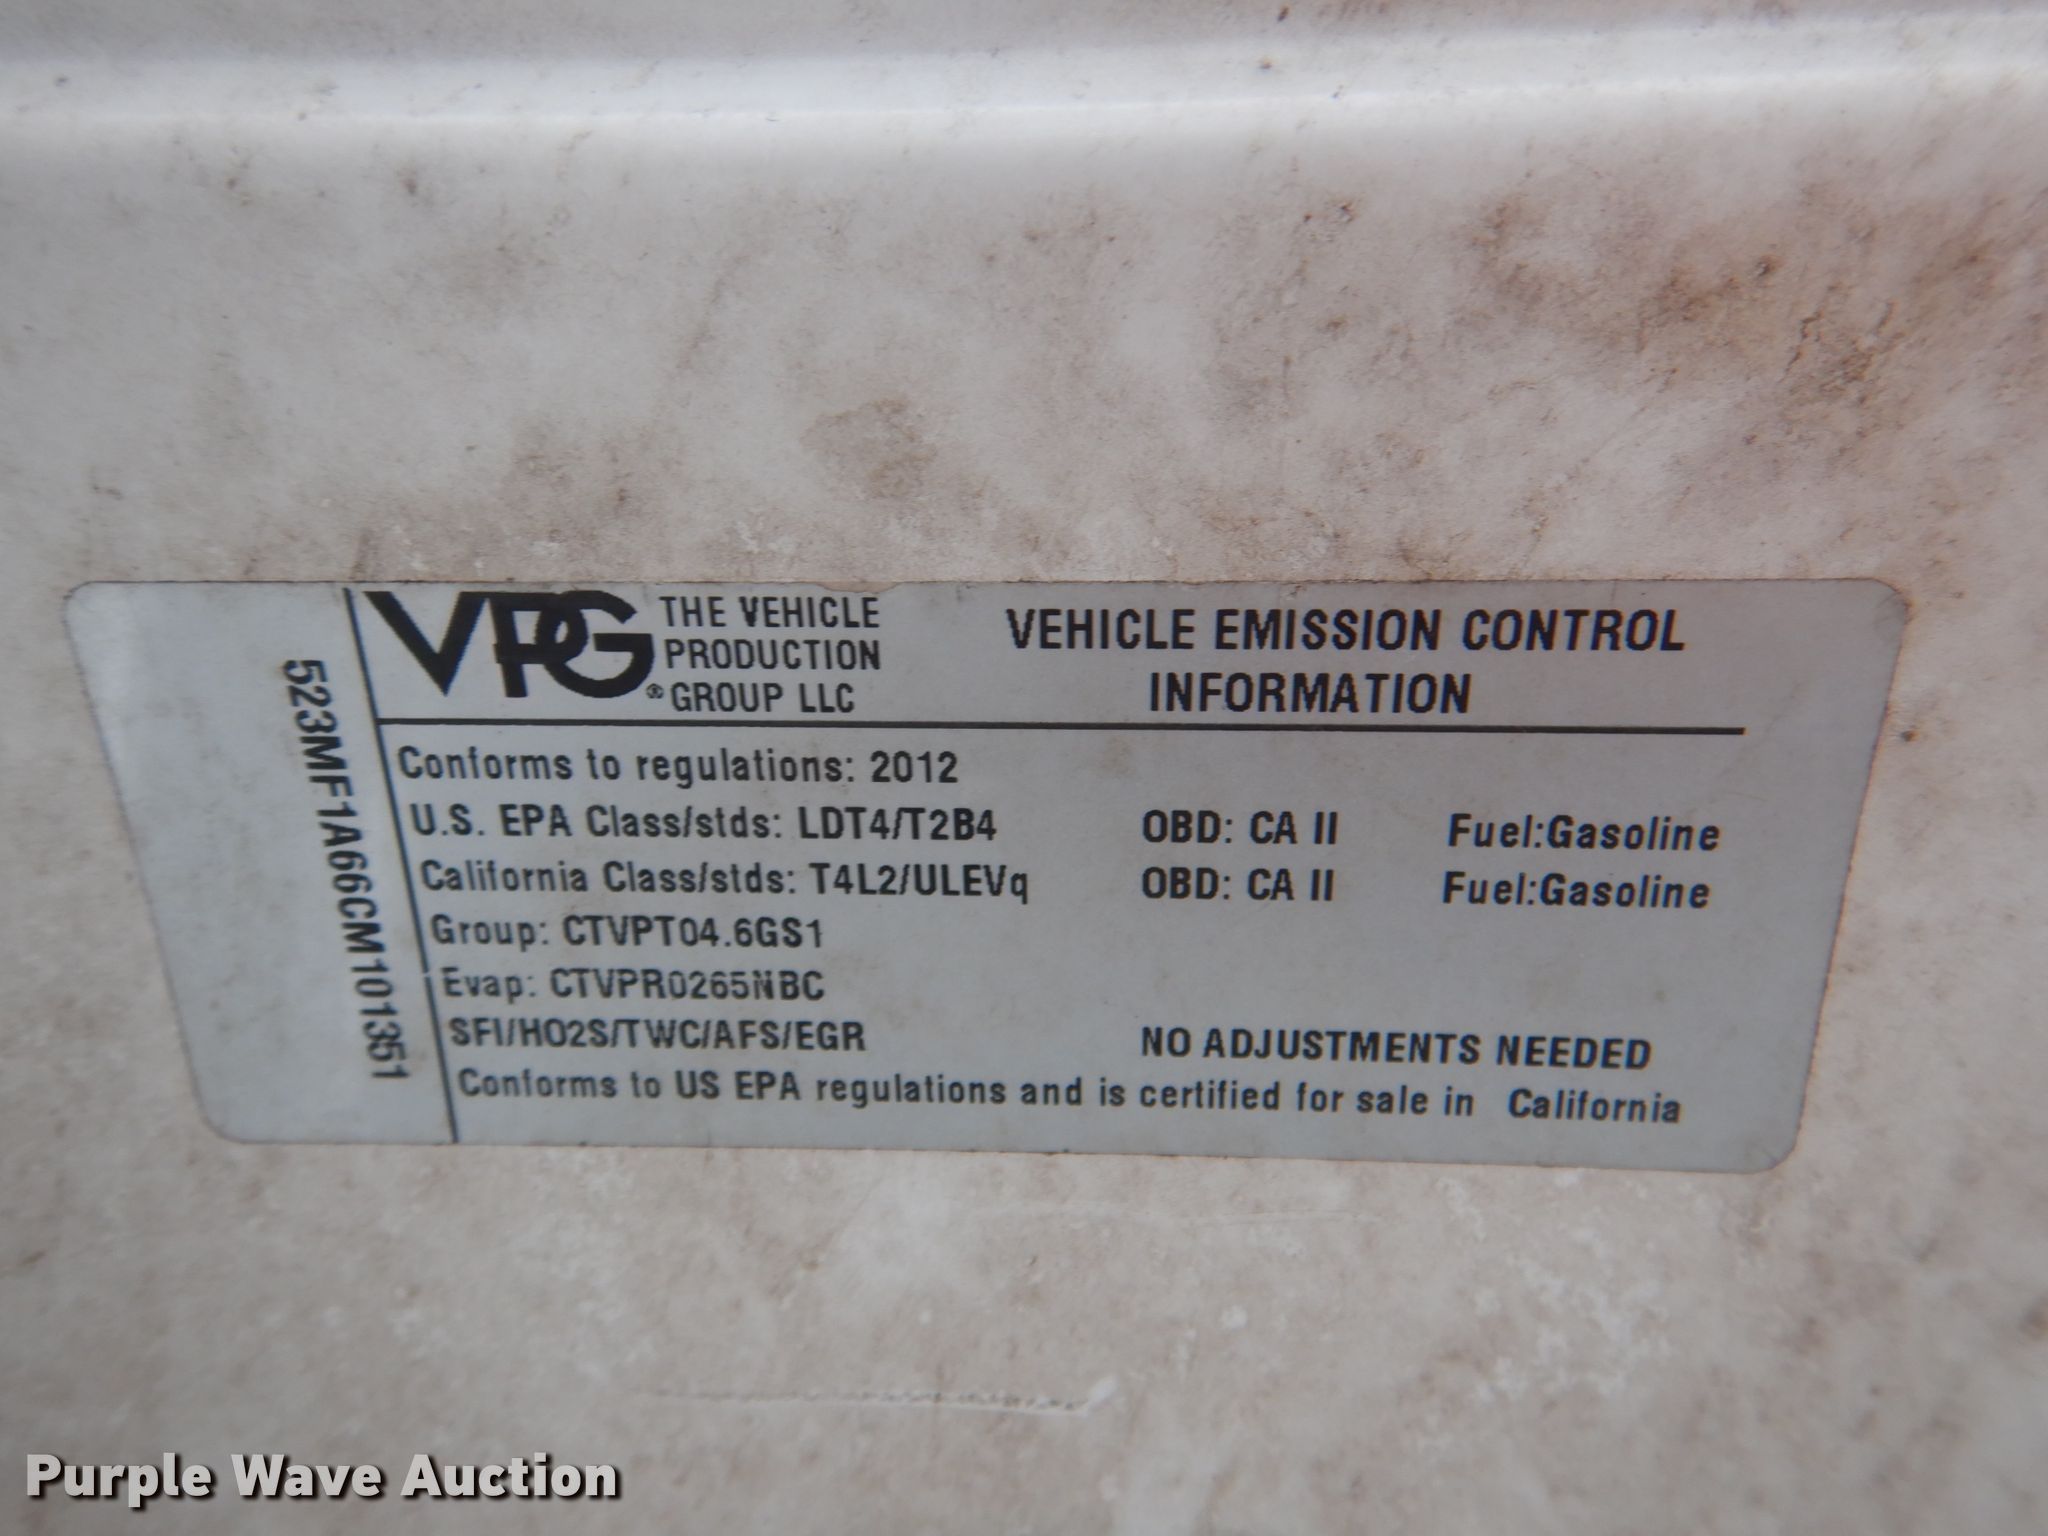 VPG® THE VEHICLE
PRODUCTION
GROUP LLC
VEHICLE EMISSION CONTROL
INFORMATION
523MF1A66CM101351
Conforms to regulations: 2012
U.S. EPA Class/stds: LDT4/T2B4 OBD: CA II Fuel:Gasoline
California Class/stds: T4L2/ULEVq OBD: CA II Fuel:Gasoline
Group: CTVPT04.6GS1
Evap: CTVPR0265NBC
SFI/HO2S/TWC/AFS/EGR NO ADJUSTMENTS NEEDED
Conforms to US EPA regulations and is certified for sale in California
Purple Wave Auction